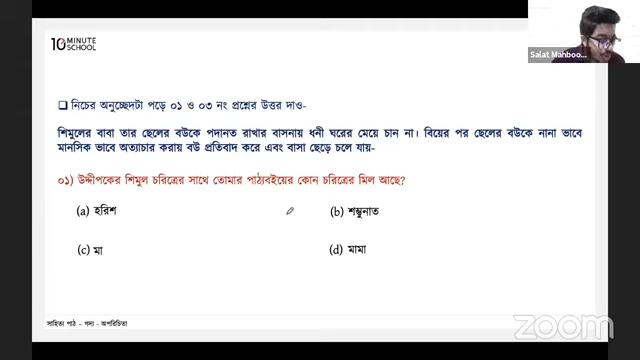 10 MINUTE SCHOOL
Salat Mahboo...
❑ নিচের অনুচ্ছেদটা পড়ে ০১ ও ০৩ নং প্রশ্নের উত্তর দাও-
শিমুলের বাবা তার ছেলের বউকে পদানত রাখার বাসনায় ধনী ঘরের মেয়ে চান না। বিয়ের পর ছেলের বউকে নানা ভাবে
মানসিক ভাবে অত্যাচার করায় বউ প্রতিবাদ করে এবং বাসা ছেড়ে চলে যায়-
০১) উদ্দীপকের শিমুল চরিত্রের সাথে তোমার পাঠ্যবইয়ের কোন চরিত্রের মিল আছে?
(a) হরিশ
(b) শম্ভুনাত
(c) মা
(d) মামা
সাহিত্য পাঠ - গদ্য - অপরিচিতা
zoom